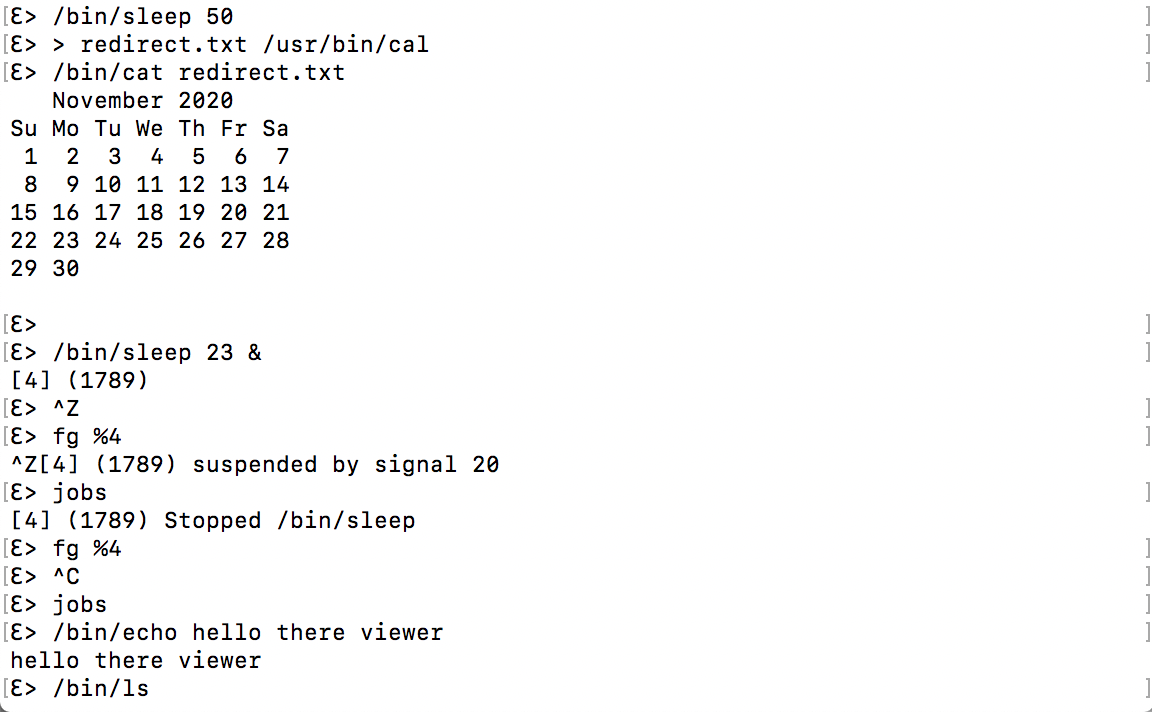 [Ɛ> /bin/sleep 50 ]
[Ɛ> > redirect.txt /usr/bin/cal ]
[Ɛ> /bin/cat redirect.txt ]
   November 2020
Su Mo Tu We Th Fr Sa
 1  2  3  4  5  6  7
 8  9 10 11 12 13 14
15 16 17 18 19 20 21
22 23 24 25 26 27 28
29 30
[Ɛ> ]
[Ɛ> /bin/sleep 23 & ]
[4] (1789)
[Ɛ> ^Z ]
[Ɛ> fg %4 ]
^Z[4] (1789) suspended by signal 20
[Ɛ> jobs ]
[4] (1789) Stopped /bin/sleep
[Ɛ> fg %4 ]
[Ɛ> ^C ]
[Ɛ> jobs ]
[Ɛ> /bin/echo hello there viewer ]
hello there viewer
[Ɛ> /bin/ls ]